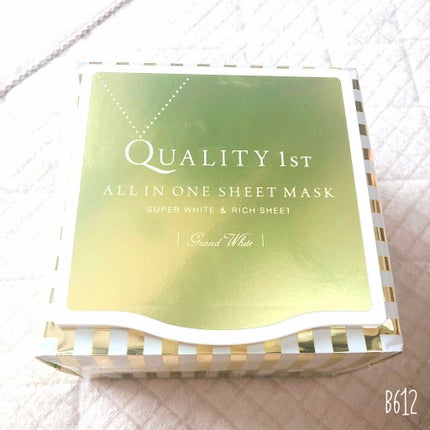 QUALITY 1ST
ALL IN ONE SHEET MASK
SUPER WHITE & RICH SHEET
Grand White
B612